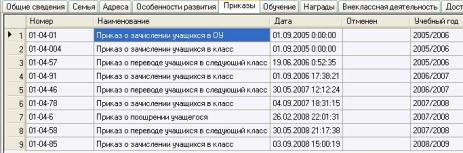 Общие сведения Семья Адреса Особенности развития Приказы Обучение Награды Внеклассная деятельность Дост
Номер Наименование Дата Отменен Учебный год
1 01-04-01 Приказ о зачислении учащихся в ОУ 01.09.2005 0:00:00 2005/2006
2 01-04-004 Приказ о зачислении учащихся в класс 01.09.2005 0:00:00 2005/2006
3 01-04-57 Приказ о переводе учащихся в следующий класс 19.06.2006 0:52:35 2005/2006
4 01-04-91 Приказ о зачислении учащихся в класс 01.09.2006 17:38:21 2006/2007
5 01-04-46 Приказ о переводе учащихся в следующий класс 30.05.2007 12:12:24 2006/2007
6 01-04-78 Приказ о зачислении учащихся в класс 04.09.2007 18:31:15 2007/2008
7 01-04-6 Приказ о поощрении учащегося 26.02.2008 22:01:31 2007/2008
8 01-04-58 Приказ о переводе учащихся в следующий класс 30.05.2008 21:17:38 2007/2008
9 01-04-85 Приказ о зачислении учащихся в класс 03.09.2008 15:00:19 2008/2009